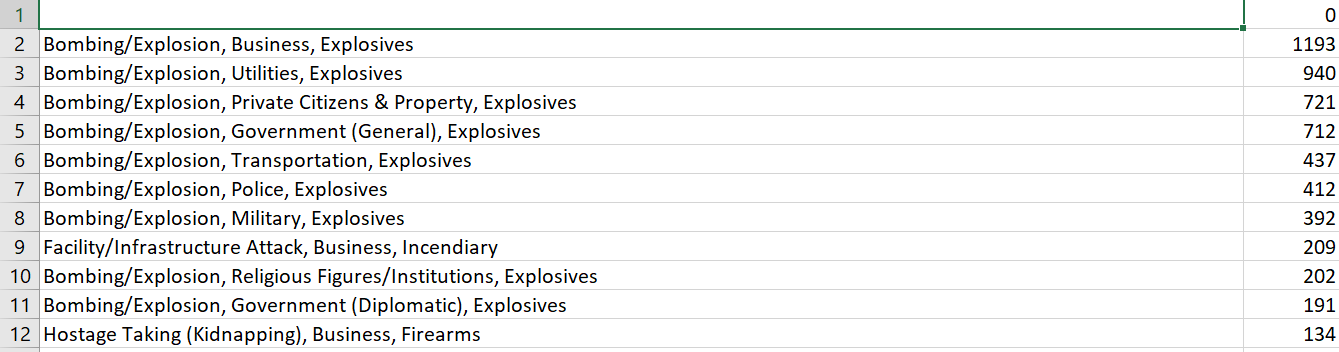 1 0
2 Bombing/Explosion, Business, Explosives 1193
3 Bombing/Explosion, Utilities, Explosives 940
4 Bombing/Explosion, Private Citizens & Property, Explosives 721
5 Bombing/Explosion, Government (General), Explosives 712
6 Bombing/Explosion, Transportation, Explosives 437
7 Bombing/Explosion, Police, Explosives 412
8 Bombing/Explosion, Military, Explosives 392
9 Facility/Infrastructure Attack, Business, Incendiary 209
10 Bombing/Explosion, Religious Figures/Institutions, Explosives 202
11 Bombing/Explosion, Government (Diplomatic), Explosives 191
12 Hostage Taking (Kidnapping), Business, Firearms 134